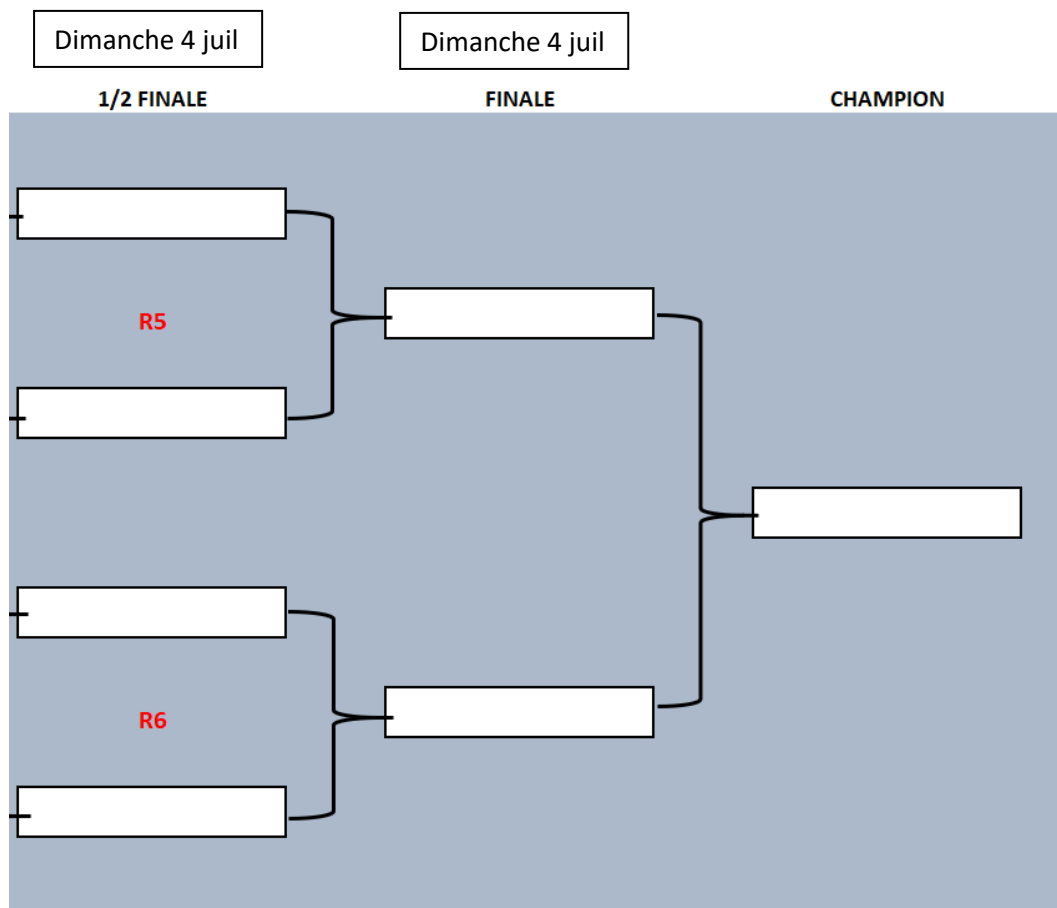 Dimanche 4 juil
Dimanche 4 juil
1/2 FINALE
FINALE
CHAMPION
R5
R6